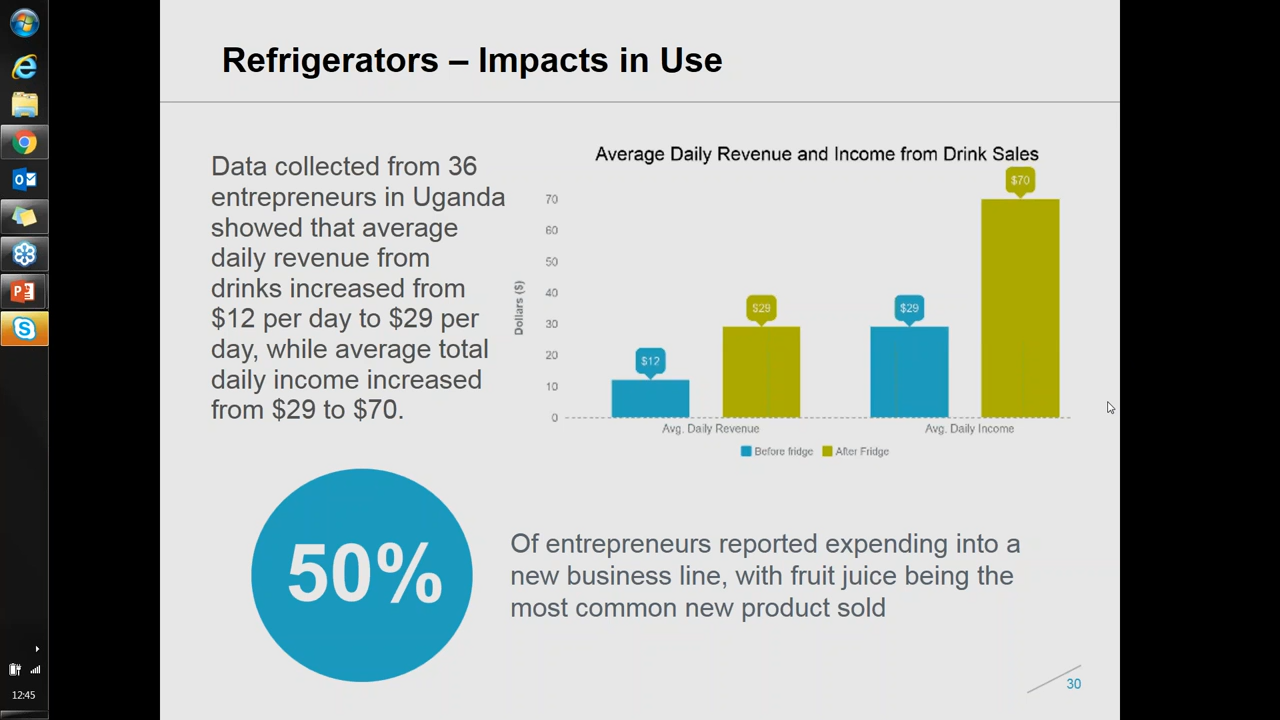 Refrigerators – Impacts in Use
Data collected from 36
entrepreneurs in Uganda
showed that average
daily revenue from
drinks increased from
$12 per day to $29 per
day, while average total
daily income increased
from $29 to $70.
Average Daily Revenue and Income from Drink Sales
Dollars ($)
70
60
50
40
30
20
10
0
$12
$29
$29
$70
Avg. Daily Revenue
Avg. Daily Income
Before fridge
After Fridge
50%
Of entrepreneurs reported expending into a
new business line, with fruit juice being the
most common new product sold
30
12:45